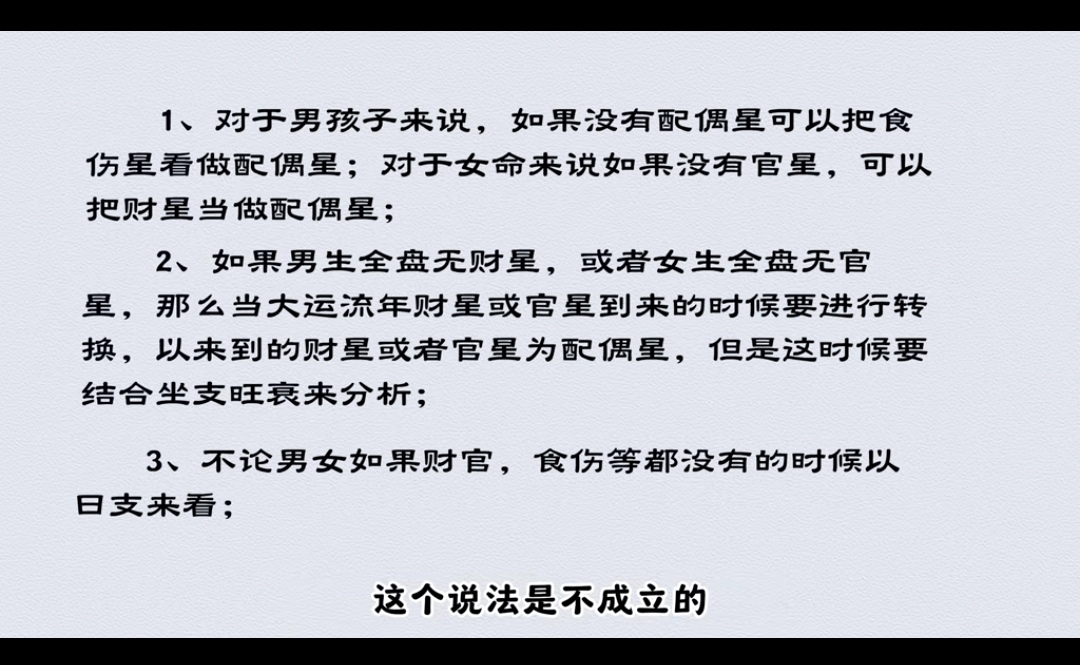 1、对于男孩子来说，如果没有配偶星可以把食
伤星看做配偶星；对于女命来说如果没有官星，可以
把财星当做配偶星；
2、如果男生全盘无财星，或者女生全盘无官
星，那么当大运流年财星或官星到来的时候要进行转
换，以来到的财星或者官星为配偶星，但是这时候要
结合坐支旺衰来分析；
3、不论男女如果财官，食伤等都没有的时候以
日支来看；
这个说法是不成立的